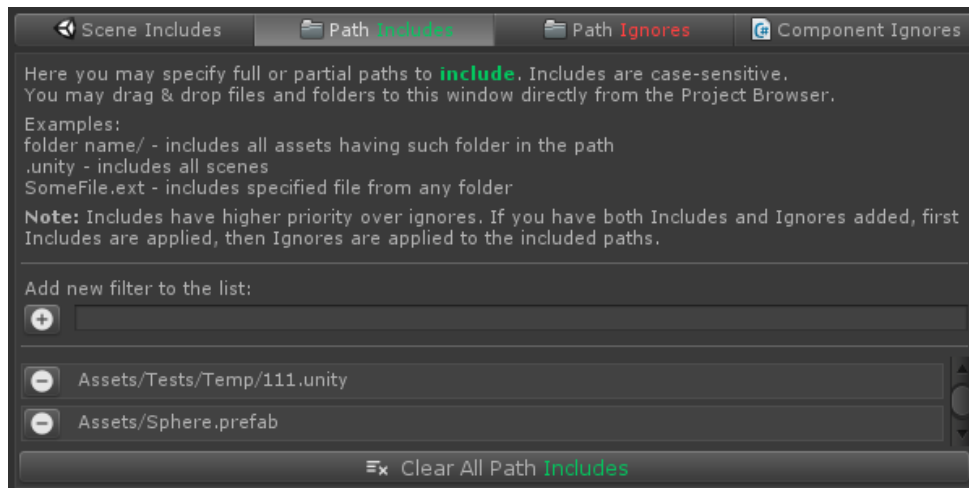 Scene Includes
Path Includes
Path Ignores
Component Ignores
Here you may specify full or partial paths to include. Includes are case-sensitive.
You may drag & drop files and folders to this window directly from the Project Browser.
Examples:
folder name/ - includes all assets having such folder in the path
.unity - includes all scenes
SomeFile.ext - includes specified file from any folder
Note: Includes have higher priority over ignores. If you have both Includes and Ignores added, first
Includes are applied, then Ignores are applied to the included paths.
Add new filter to the list:
Assets/Tests/Temp/111.unity
Assets/Sphere.prefab
Clear All Path Includes